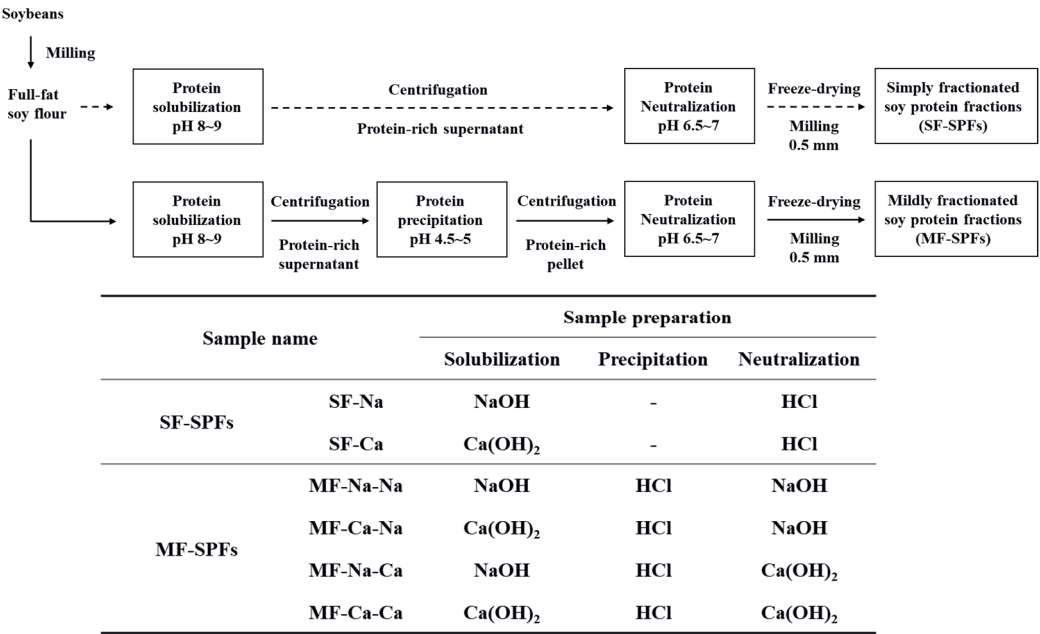 Soybeans
Milling
Full-fat
soy flour
Protein
solubilization
pH 8~9
Centrifugation
Protein-rich supernatant
Protein
Neutralization
pH 6.5~7
Freeze-drying
Milling
0.5 mm
Simply fractionated
soy protein fractions
(SF-SPFs)
Protein
solubilization
pH 8~9
Centrifugation
Protein-rich
supernatant
Protein
precipitation
pH 4.5~5
Centrifugation
Protein-rich
pellet
Protein
Neutralization
pH 6.5~7
Freeze-drying
Milling
0.5 mm
Mildly fractionated
soy protein fractions
(MF-SPFs)
Sample name
Sample preparation
Solubilization Precipitation Neutralization
SF-SPFs
SF-Na NaOH - HCl
SF-Ca Ca(OH)₂ - HCl
MF-SPFs
MF-Na-Na NaOH HCl NaOH
MF-Ca-Na Ca(OH)₂ HCl NaOH
MF-Na-Ca NaOH HCl Ca(OH)₂
MF-Ca-Ca Ca(OH)₂ HCl Ca(OH)₂